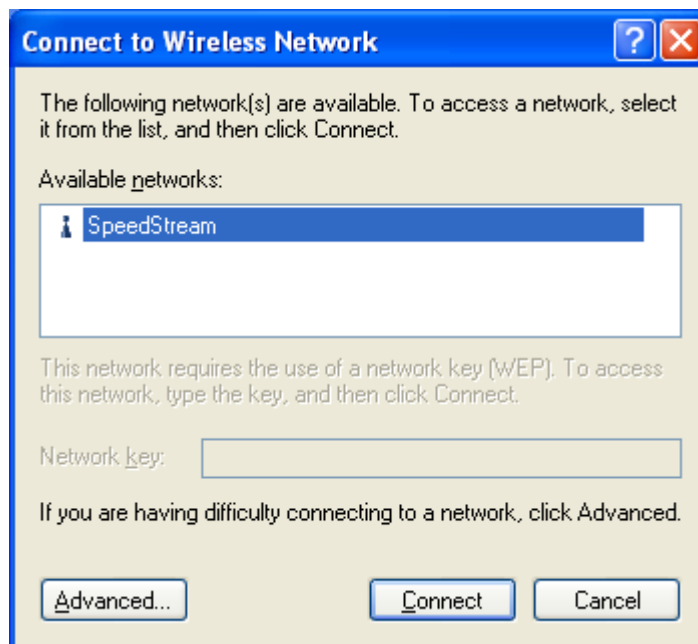 Connect to Wireless Network
The following network(s) are available. To access a network, select
it from the list, and then click Connect.
Available networks:
SpeedStream
This network requires the use of a network key (WEP). To access
this network, type the key, and then click Connect.
Network key:
If you are having difficulty connecting to a network, click Advanced.
Advanced... Connect Cancel